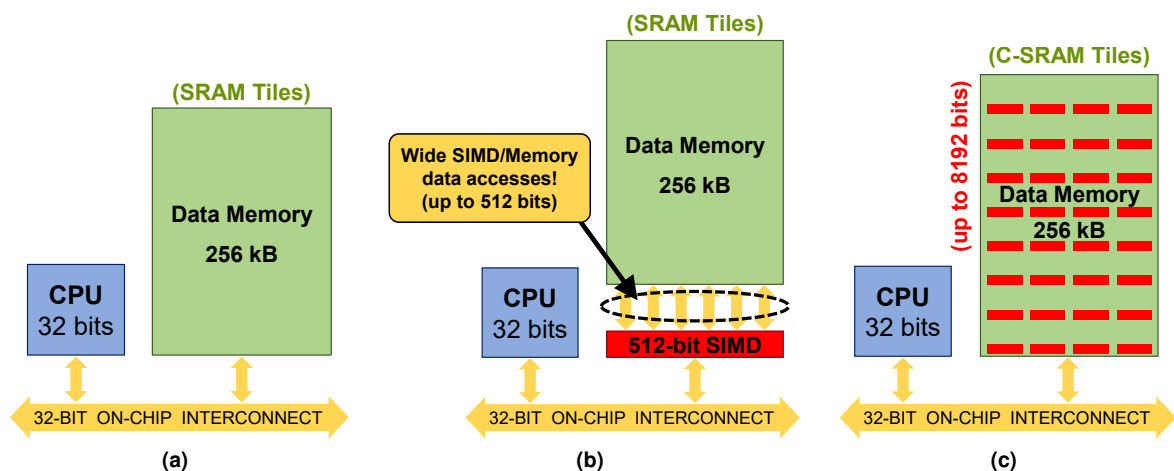 (SRAM Tiles)
Data Memory
256 kB
CPU
32 bits
32-BIT ON-CHIP INTERCONNECT
(a)
(SRAM Tiles)
Wide SIMD/Memory
data accesses!
(up to 512 bits)
Data Memory
256 kB
CPU
32 bits
512-bit SIMD
32-BIT ON-CHIP INTERCONNECT
(b)
(C-SRAM Tiles)
(up to 8192 bits)
Data Memory
256 kB
CPU
32 bits
32-BIT ON-CHIP INTERCONNECT
(c)